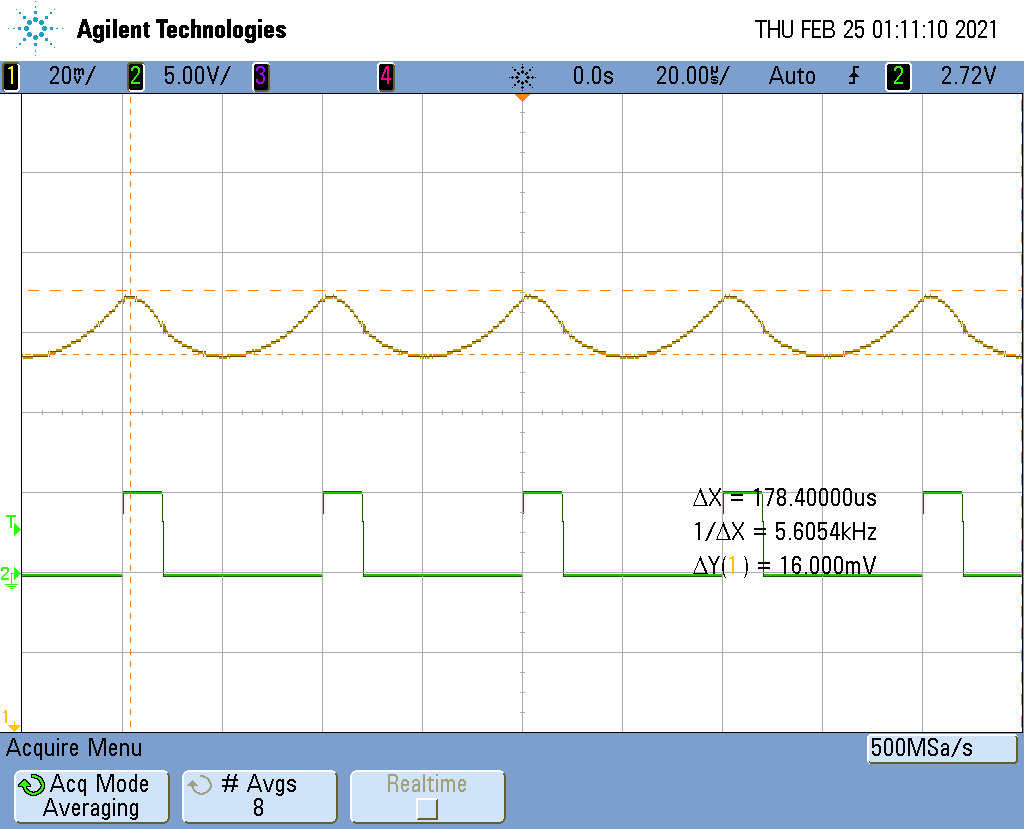 Agilent Technologies
THU FEB 25 01:11:10 2021
1 20mV/ 2 5.00V/ 3 4 0.0s 20.00us/ Auto 2 2.72V
ΔX = 178.40000us
1/ΔX = 5.6054kHz
ΔY(1) = 16.000mV
T
2
1
Acquire Menu
500MSa/s
Acq Mode
Averaging
# Avgs
8
Realtime